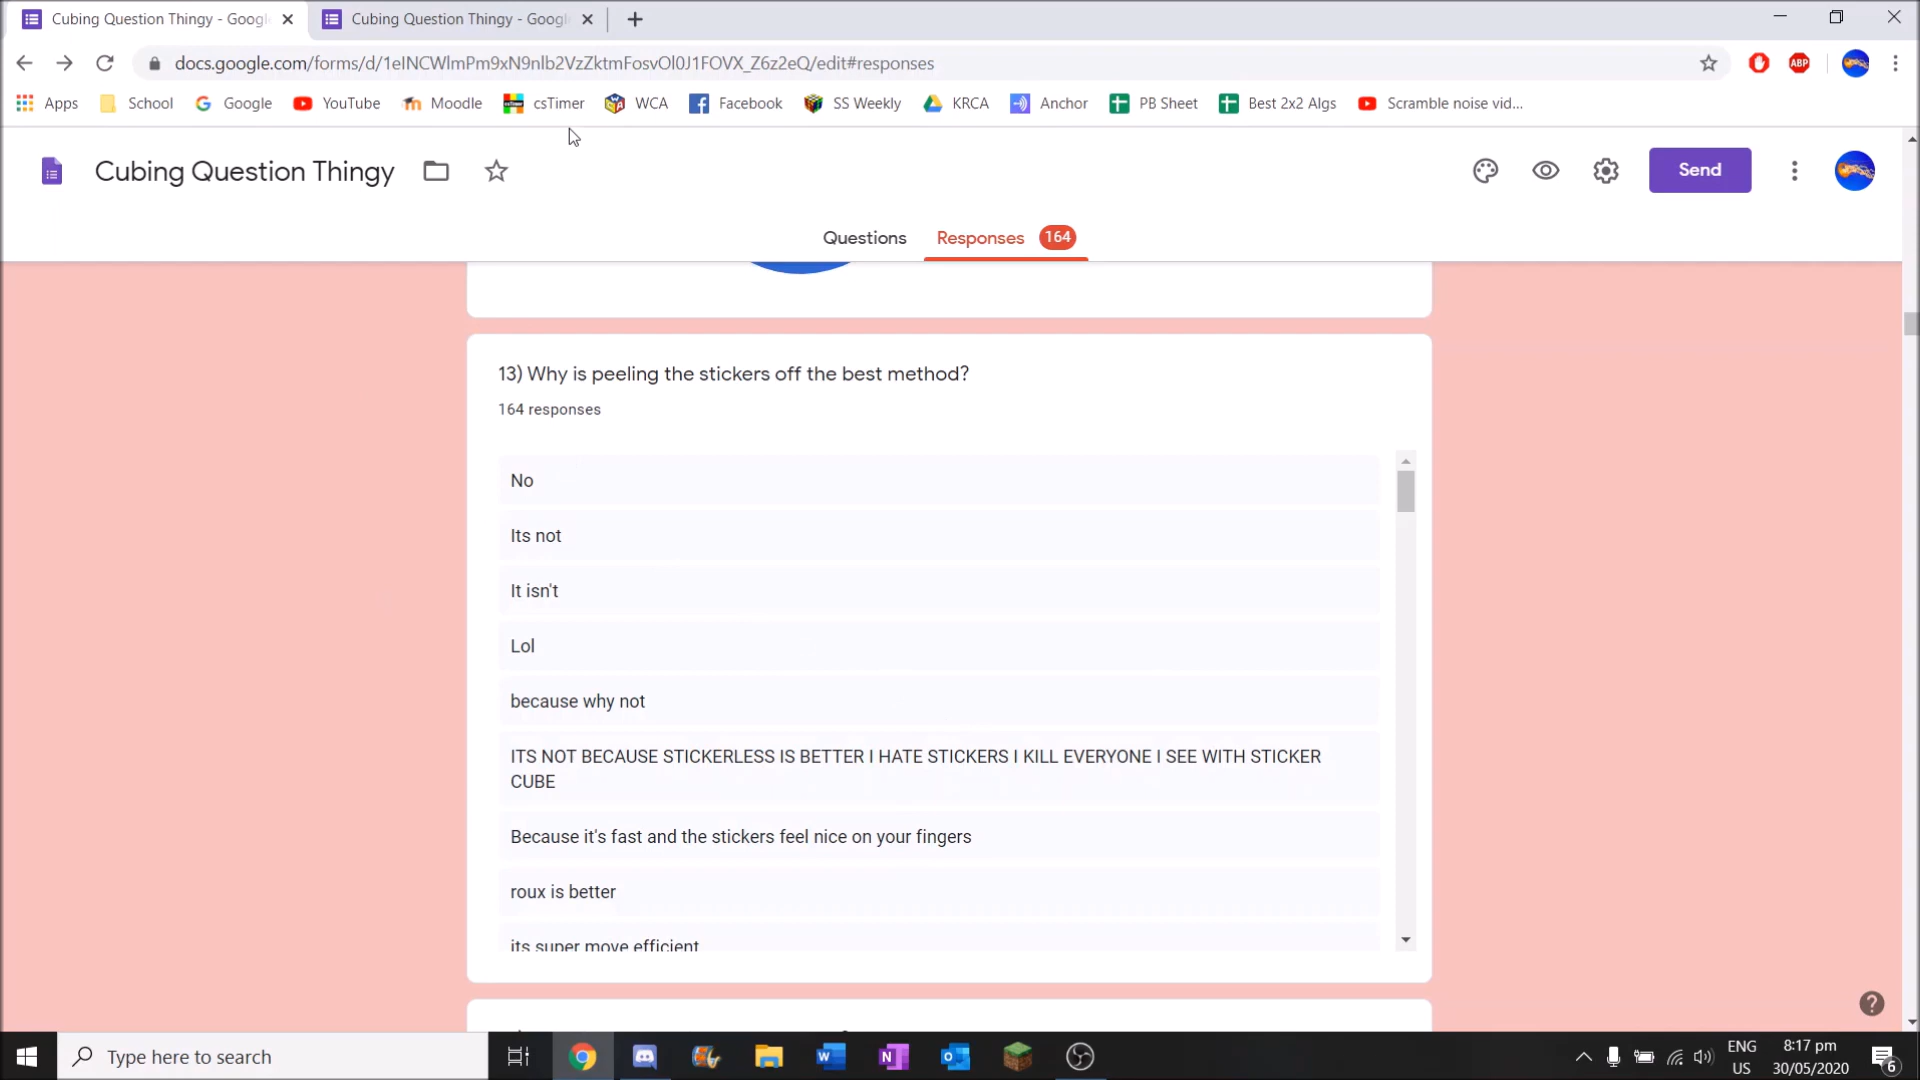 Cubing Question Thingy - Googl
Cubing Question Thingy - Googl
docs.google.com/forms/d/1eINCWlmPm9xN9nlb2VzZktmFosvOl0J1FOVX_Z6z2eQ/edit#responses
ABP
Apps School Google YouTube Moodle csTimer WCA Facebook SS Weekly KRCA Anchor PB Sheet Best 2x2 Algs Scramble noise vid...
Cubing Question Thingy
Send
Questions Responses 164
13) Why is peeling the stickers off the best method?
164 responses
No
Its not
It isn't
Lol
because why not
ITS NOT BECAUSE STICKERLESS IS BETTER I HATE STICKERS I KILL EVERYONE I SEE WITH STICKER
CUBE
Because it's fast and the stickers feel nice on your fingers
roux is better
its super move efficient
Type here to search
ENG
US
8:17 pm
30/05/2020
6